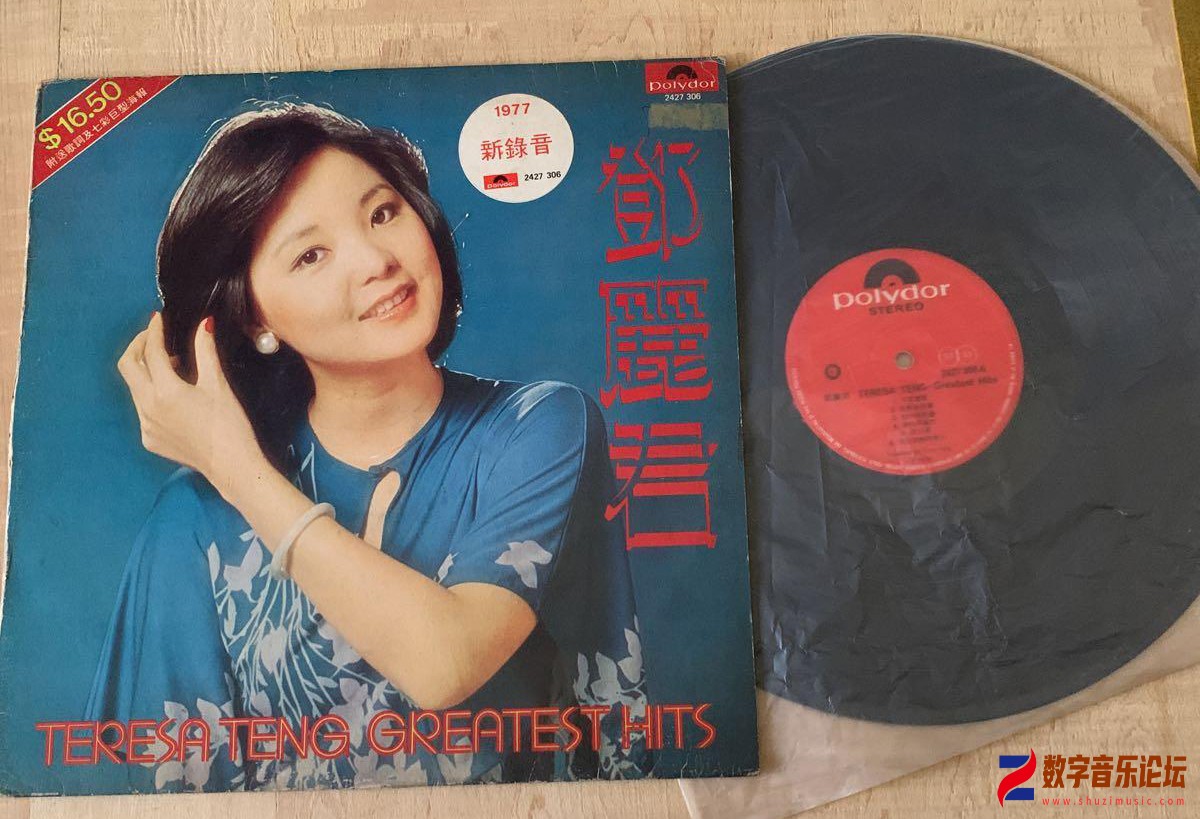 $16.50
附送歌詞及七彩巨型海報
1977
新錄音
polydor
2427 306
polydor
2427 306
鄧麗君
TERESA TENG GREATEST HITS
polydor
STEREO
TERESA TENG Greatest Hits
数字音乐论坛
www.shuzimusic.com